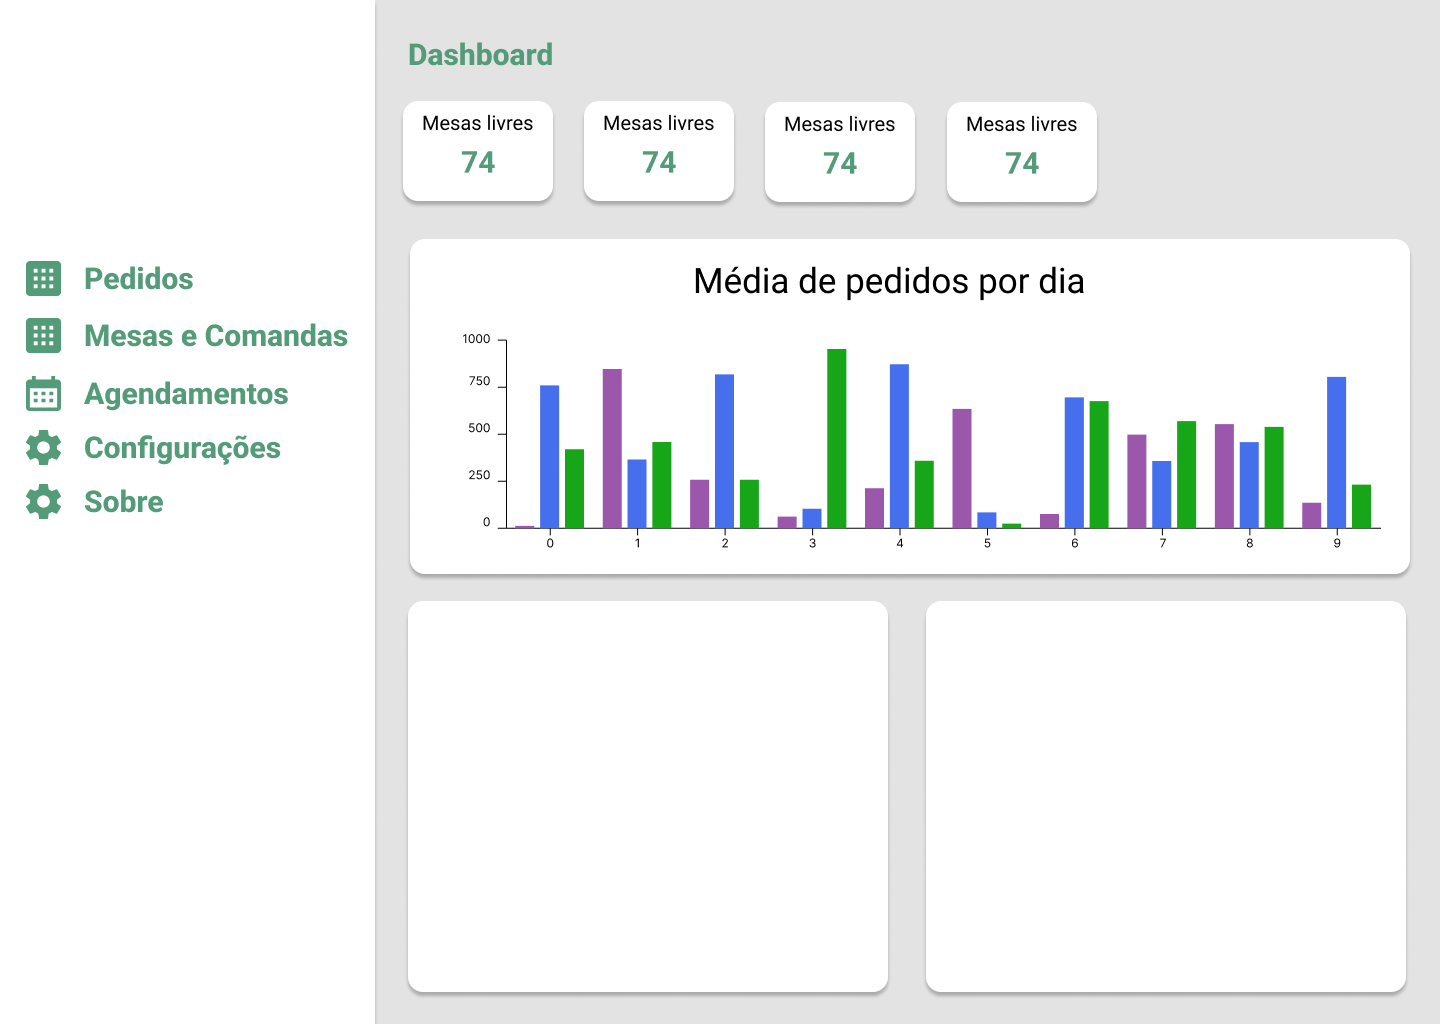 Pedidos
Mesas e Comandas
Agendamentos
Configurações
Sobre
Dashboard
Mesas livres
74
Mesas livres
74
Mesas livres
74
Mesas livres
74
Média de pedidos por dia
1000
750
500
250
0
0 1 2 3 4 5 6 7 8 9